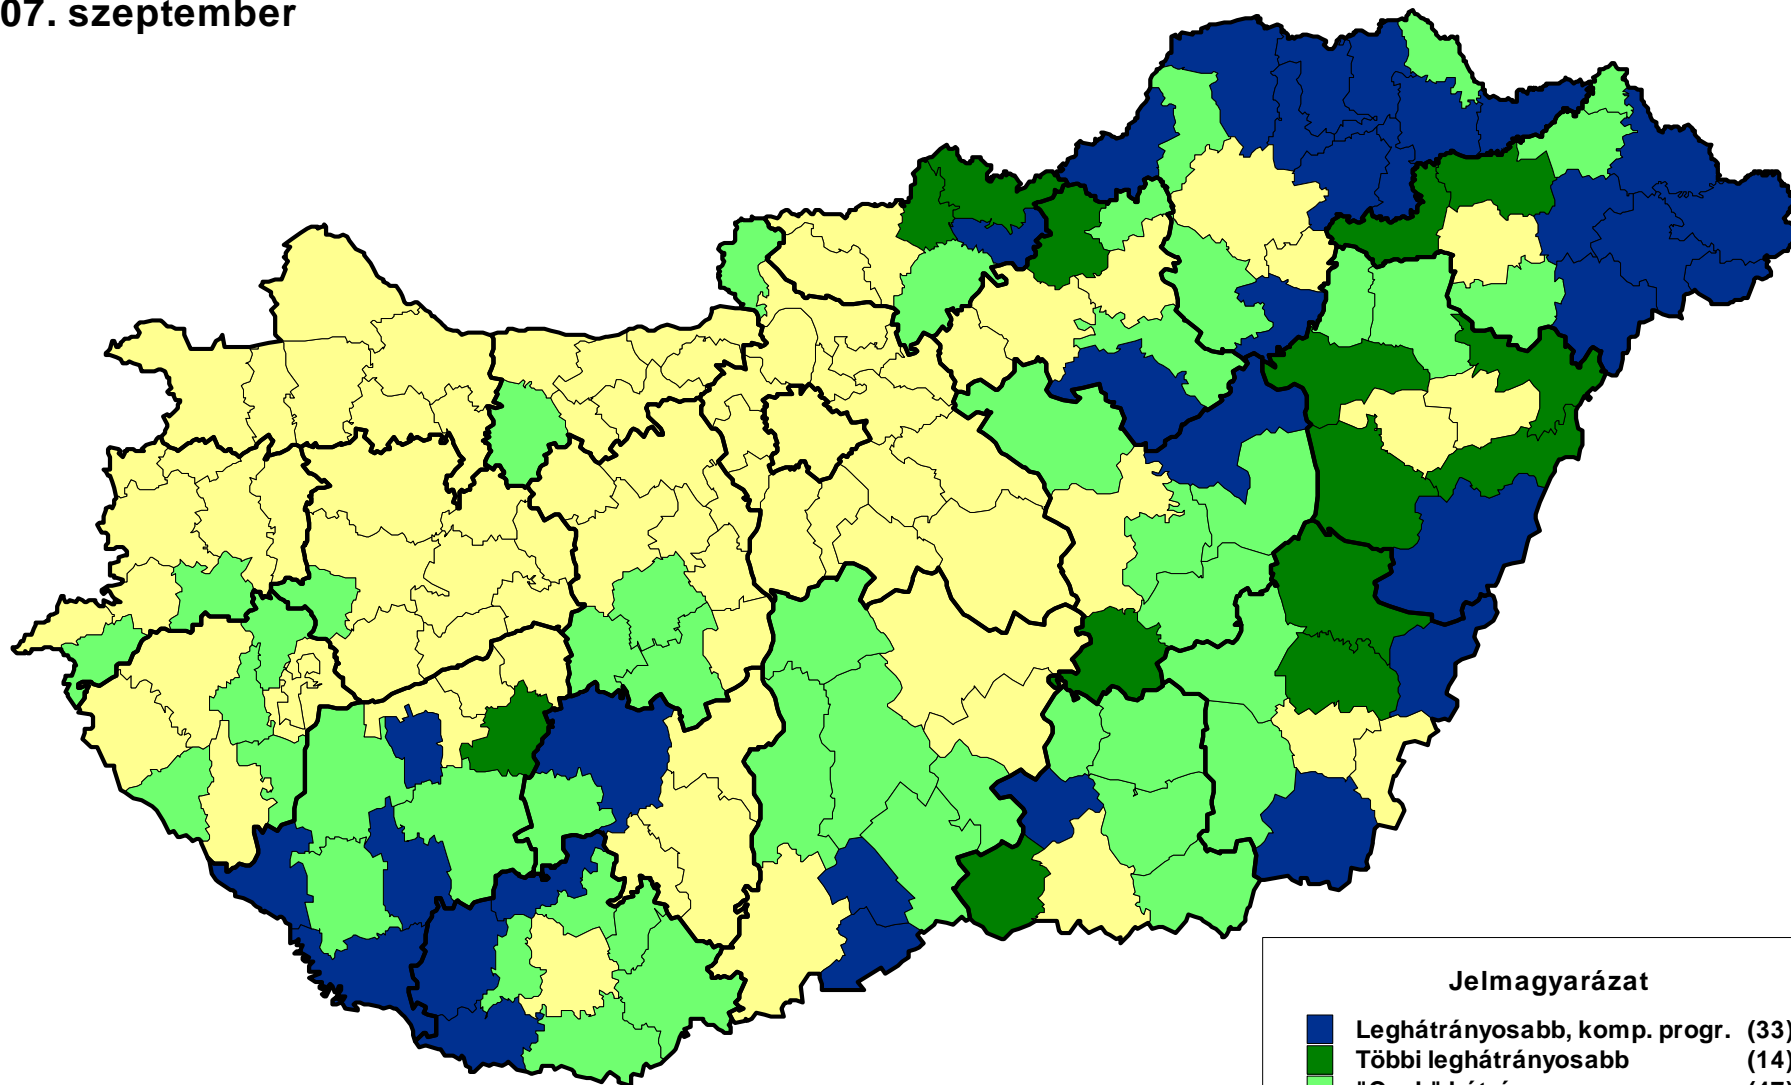 07. szeptember
Jelmagyarázat
Leghátrányosabb, komp. progr. (33)
Többi leghátrányosabb (14)